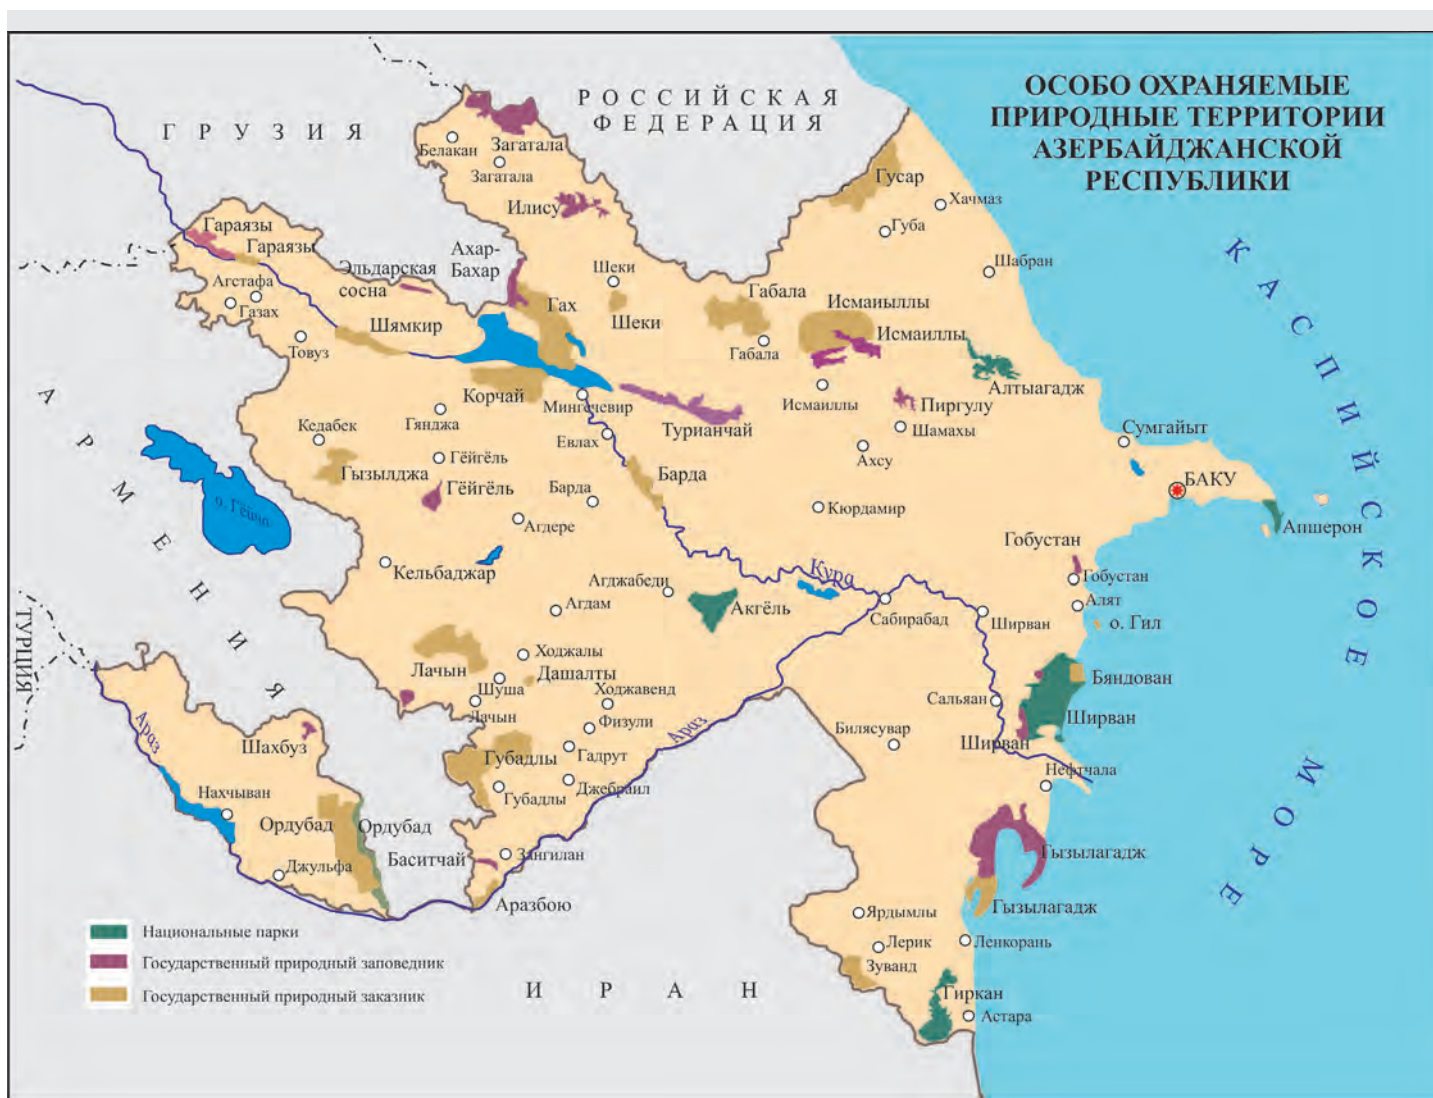 ОСОБО ОХРАНЯЕМЫЕ
ПРИРОДНЫЕ ТЕРРИТОРИИ
АЗЕРБАЙДЖАНСКОЙ
РЕСПУБЛИКИ
РОССИЙСКАЯ
ФЕДЕРАЦИЯ
ГРУЗИЯ
АРМЕНИЯ
ТУРЦИЯ
ИРАН
КАСПИЙСКОЕ МОРЕ
Белакан
Загатала
Загатала
Илису
Гусар
Хачмаз
Губа
Шабран
Гараязы
Гараязы
Ахар-
Бахар
Эльдарская
сосна
Агстафа
Газах
Товуз
Шямкир
Гах
Шеки
Шеки
Габала
Габала
Исмаиыллы
Исмаиллы
Исмаиллы
Алтыагадж
Пиргулу
Шамахы
Ахсу
Сумгайыт
БАКУ
Апшерон
Корчай
Мингечевир
Турианчай
Кедабек
Гянджа
Евлах
Гызылджа
Гёйгёль
Гёйгёль
Барда
Барда
Агдере
Кюрдамир
о. Гёйчо
Кельбаджар
Кура
Гобустан
Гобустан
Алят
о. Гил
Агджабеди
Агдам
Акгёль
Сабирабад
Ширван
Ходжалы
Лачын
Дашалты
Шуша
Лачын
Ходжавенд
Физули
Гадрут
Джебраил
Губадлы
Губадлы
Араз
Сальян
Билясувар
Бяндован
Ширван
Ширван
Нефтчала
Араз
Шахбуз
Нахчыван
Ордубад
Ордубад
Джульфа
Баситчай
Зангилан
Аразбою
Гызылагадж
Гызылагадж
Ярдымлы
Лерик
Ленкорань
Зуванд
Гиркан
Астара
Национальные парки
Государственный природный заповедник
Государственный природный заказник